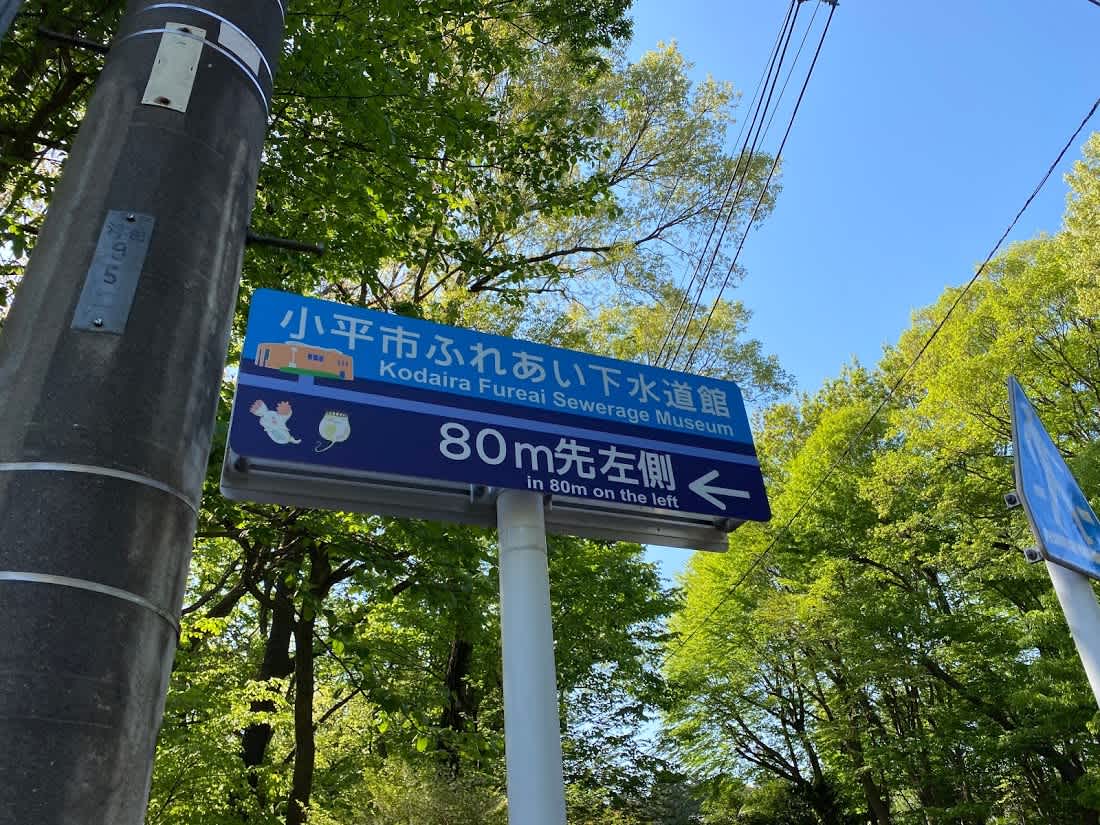 小平市ふれあい下水道館
Kodaira Fureai Sewerage Museum
80m先左側
in 80m on the left